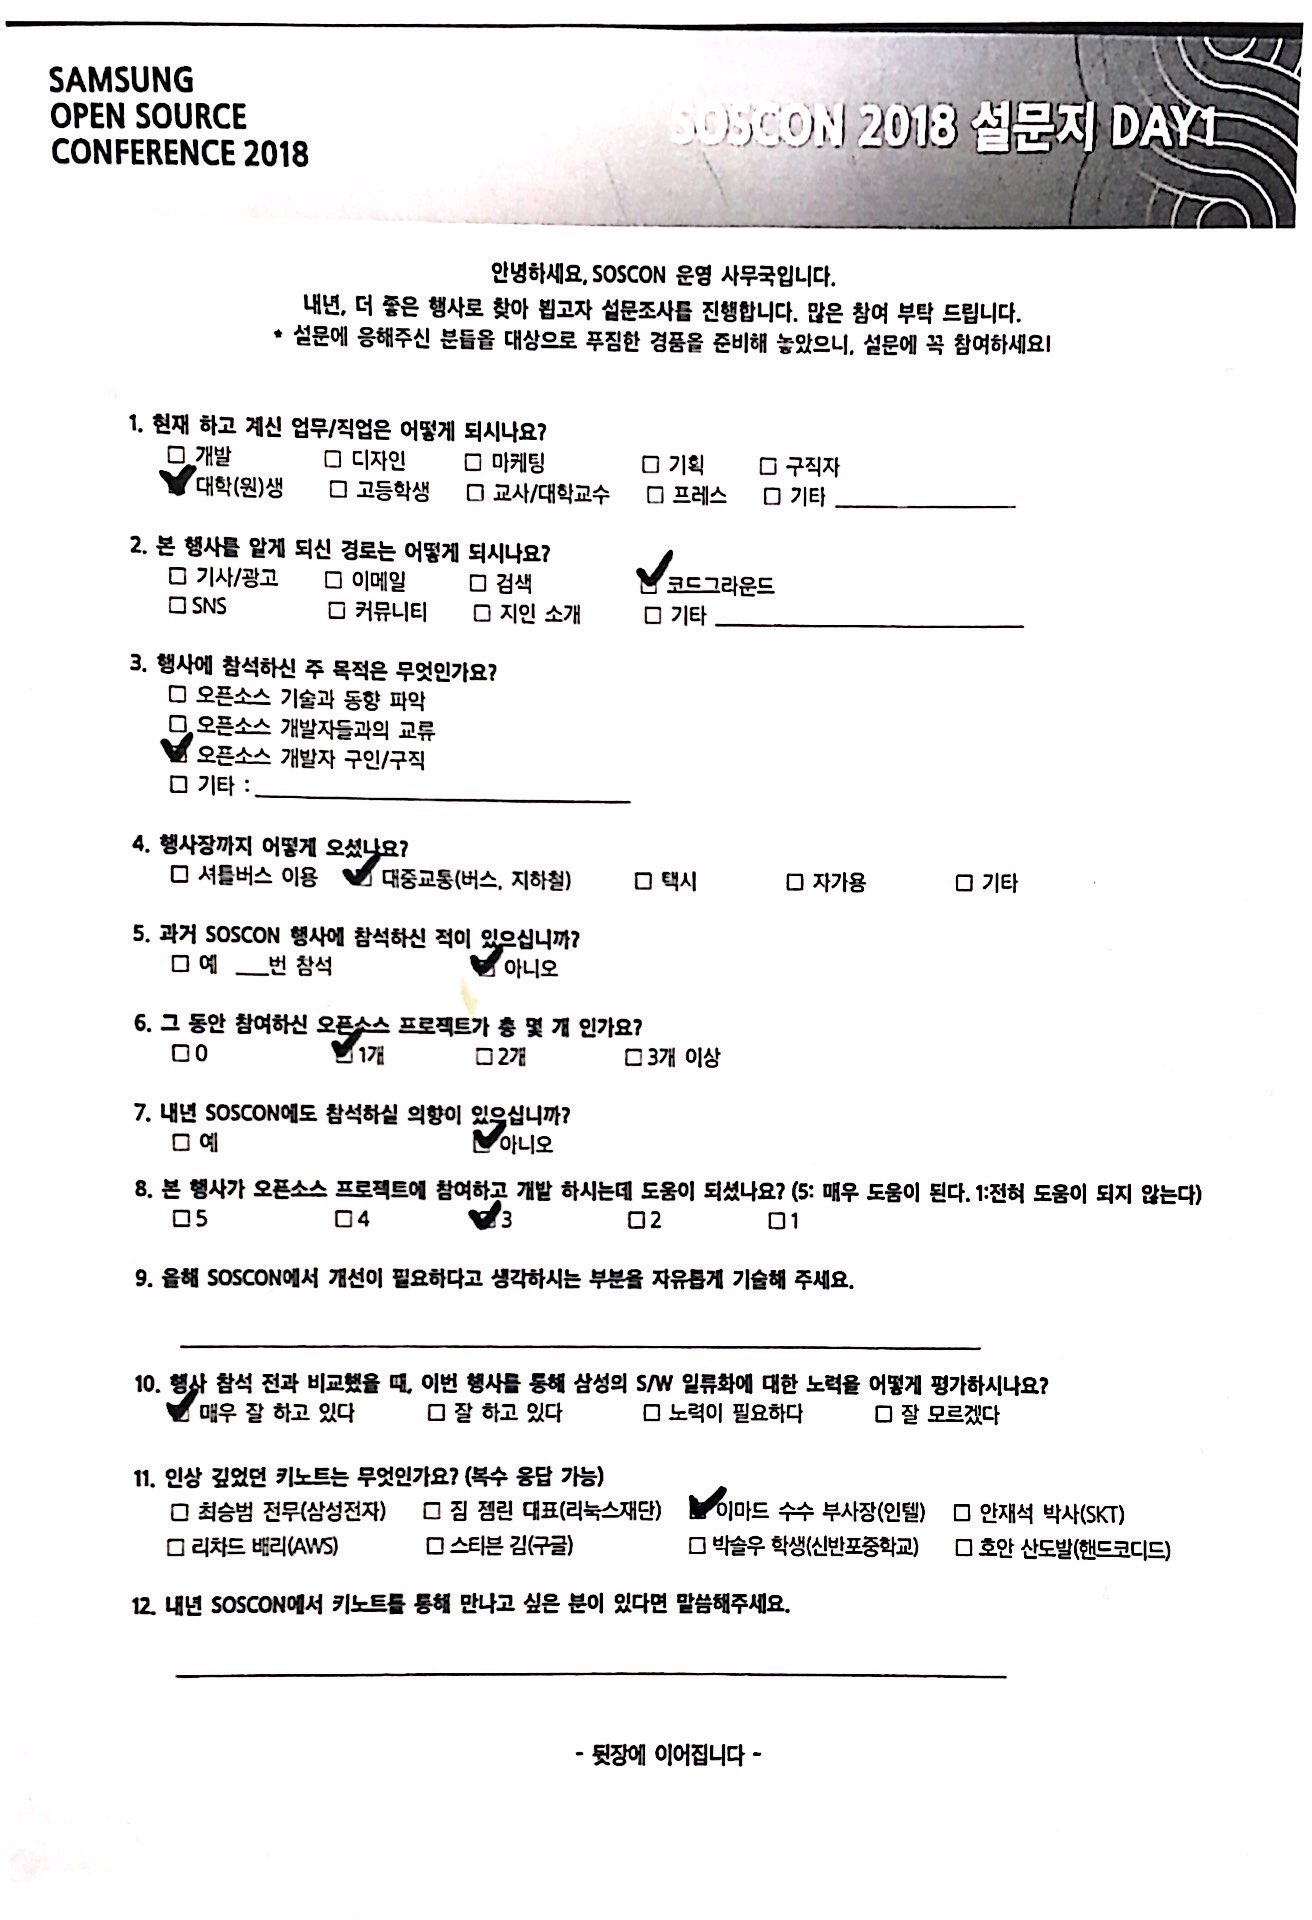 SAMSUNG
OPEN SOURCE
CONFERENCE 2018
SOSCON 2018 설문지 DAY1
안녕하세요, SOSCON 운영 사무국입니다.
내년, 더 좋은 행사로 찾아 뵙고자 설문조사를 진행합니다. 많은 참여 부탁 드립니다.
* 설문에 응해주신 분들을 대상으로 푸짐한 경품을 준비해 놓았으니, 설문에 꼭 참여하세요!
1. 현재 하고 계신 업무/직업은 어떻게 되시나요?
□ 개발 □ 디자인 □ 마케팅 □ 기획 □ 구직자
✔ 대학(원)생 □ 고등학생 □ 교사/대학교수 □ 프레스 □ 기타
2. 본 행사를 알게 되신 경로는 어떻게 되시나요?
□ 기사/광고 □ 이메일 □ 검색 ✔ 코드그라운드
□ SNS □ 커뮤니티 □ 지인 소개 □ 기타
3. 행사에 참석하신 주 목적은 무엇인가요?
□ 오픈소스 기술과 동향 파악
□ 오픈소스 개발자들과의 교류
✔ 오픈소스 개발자 구인/구직
□ 기타 :
4. 행사장까지 어떻게 오셨나요?
□ 셔틀버스 이용 ✔ 대중교통(버스, 지하철) □ 택시 □ 자가용 □ 기타
5. 과거 SOSCON 행사에 참석하신 적이 있으십니까?
□ 예 ___번 참석 ✔ 아니오
6. 그 동안 참여하신 오픈소스 프로젝트가 총 몇 개 인가요?
□ 0 ✔ 1개 □ 2개 □ 3개 이상
7. 내년 SOSCON에도 참석하실 의향이 있으십니까?
□ 예 ✔ 아니오
8. 본 행사가 오픈소스 프로젝트에 참여하고 개발 하시는데 도움이 되셨나요? (5: 매우 도움이 된다. 1:전혀 도움이 되지 않는다)
□ 5 □ 4 ✔ 3 □ 2 □ 1
9. 올해 SOSCON에서 개선이 필요하다고 생각하시는 부분을 자유롭게 기술해 주세요.
10. 행사 참석 전과 비교했을 때, 이번 행사를 통해 삼성의 S/W 일류화에 대한 노력을 어떻게 평가하시나요?
✔ 매우 잘 하고 있다 □ 잘 하고 있다 □ 노력이 필요하다 □ 잘 모르겠다
11. 인상 깊었던 키노트는 무엇인가요? (복수 응답 가능)
□ 최승범 전무(삼성전자) □ 짐 젬린 대표(리눅스재단) ✔ 이마드 수수 부사장(인텔) □ 안재석 박사(SKT)
□ 리차드 배리(AWS) □ 스티븐 김(구글) □ 박솔우 학생(신반포중학교) □ 호안 산도발(핸드코디드)
12. 내년 SOSCON에서 키노트를 통해 만나고 싶은 분이 있다면 말씀해주세요.
- 뒷장에 이어집니다 -